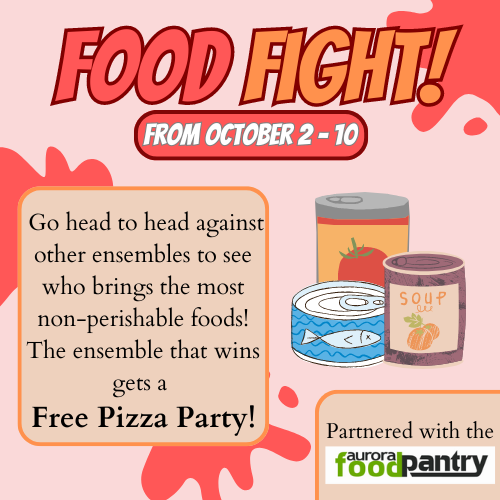 FOOD FIGHT!
FROM OCTOBER 2 - 10
Go head to head against
other ensembles to see
who brings the most
non-perishable foods!
The ensemble that wins
gets a
Free Pizza Party!
SOUP
Partnered with the
aurora
foodpantry